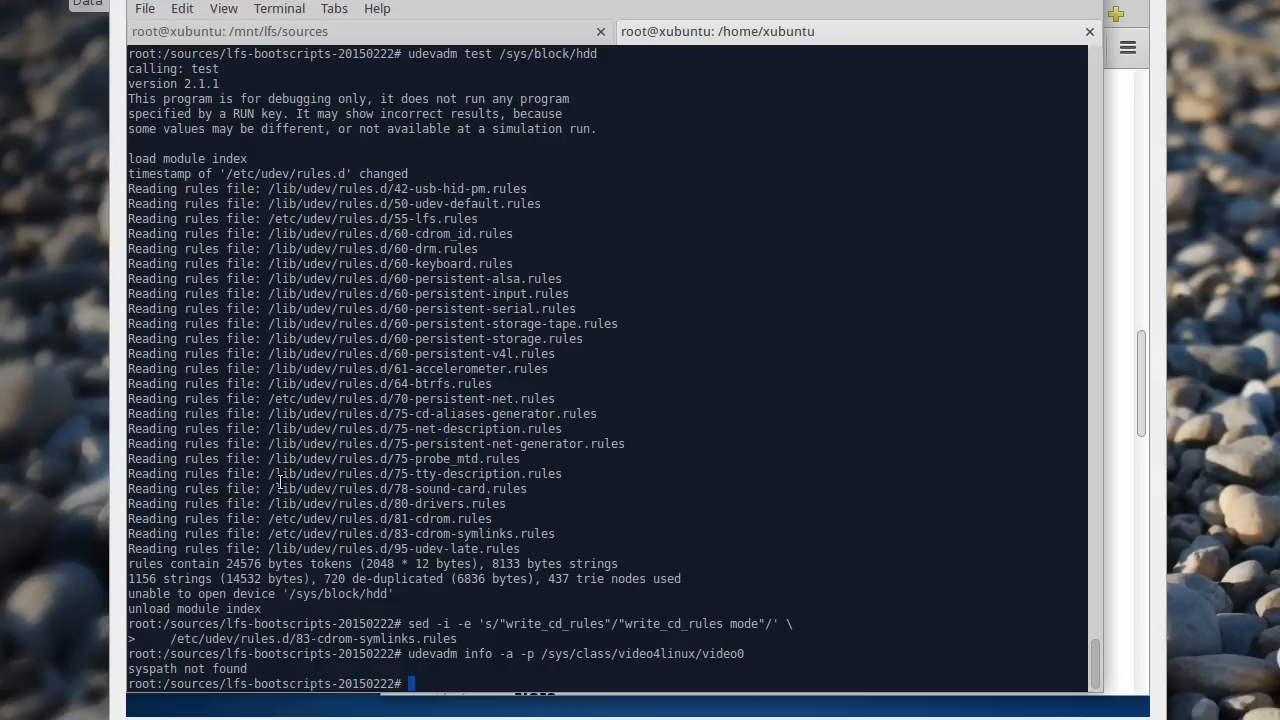 Data
File Edit View Terminal Tabs Help
root@xubuntu: /mnt/lfs/sources × root@xubuntu: /home/xubuntu ×
root:/sources/lfs-bootscripts-20150222# udevadm test /sys/block/hdd
calling: test
version 2.1.1
This program is for debugging only, it does not run any program
specified by a RUN key. It may show incorrect results, because
some values may be different, or not available at a simulation run.
load module index
timestamp of '/etc/udev/rules.d' changed
Reading rules file: /lib/udev/rules.d/42-usb-hid-pm.rules
Reading rules file: /lib/udev/rules.d/50-udev-default.rules
Reading rules file: /etc/udev/rules.d/55-lfs.rules
Reading rules file: /lib/udev/rules.d/60-cdrom_id.rules
Reading rules file: /lib/udev/rules.d/60-drm.rules
Reading rules file: /lib/udev/rules.d/60-keyboard.rules
Reading rules file: /lib/udev/rules.d/60-persistent-alsa.rules
Reading rules file: /lib/udev/rules.d/60-persistent-input.rules
Reading rules file: /lib/udev/rules.d/60-persistent-serial.rules
Reading rules file: /lib/udev/rules.d/60-persistent-storage-tape.rules
Reading rules file: /lib/udev/rules.d/60-persistent-storage.rules
Reading rules file: /lib/udev/rules.d/60-persistent-v4l.rules
Reading rules file: /lib/udev/rules.d/61-accelerometer.rules
Reading rules file: /lib/udev/rules.d/64-btrfs.rules
Reading rules file: /etc/udev/rules.d/70-persistent-net.rules
Reading rules file: /lib/udev/rules.d/75-cd-aliases-generator.rules
Reading rules file: /lib/udev/rules.d/75-net-description.rules
Reading rules file: /lib/udev/rules.d/75-persistent-net-generator.rules
Reading rules file: /lib/udev/rules.d/75-probe_mtd.rules
Reading rules file: /lib/udev/rules.d/75-tty-description.rules
Reading rules file: /lib/udev/rules.d/78-sound-card.rules
Reading rules file: /lib/udev/rules.d/80-drivers.rules
Reading rules file: /etc/udev/rules.d/81-cdrom.rules
Reading rules file: /etc/udev/rules.d/83-cdrom-symlinks.rules
Reading rules file: /lib/udev/rules.d/95-udev-late.rules
rules contain 24576 bytes tokens (2048 * 12 bytes), 8133 bytes strings
1156 strings (14532 bytes), 720 de-duplicated (6836 bytes), 437 trie nodes used
unable to open device '/sys/block/hdd'
unload module index
root:/sources/lfs-bootscripts-20150222# sed -i -e 's/"write_cd_rules"/"write_cd_rules mode"/' \
>     /etc/udev/rules.d/83-cdrom-symlinks.rules
root:/sources/lfs-bootscripts-20150222# udevadm info -a -p /sys/class/video4linux/video0
syspath not found
root:/sources/lfs-bootscripts-20150222#